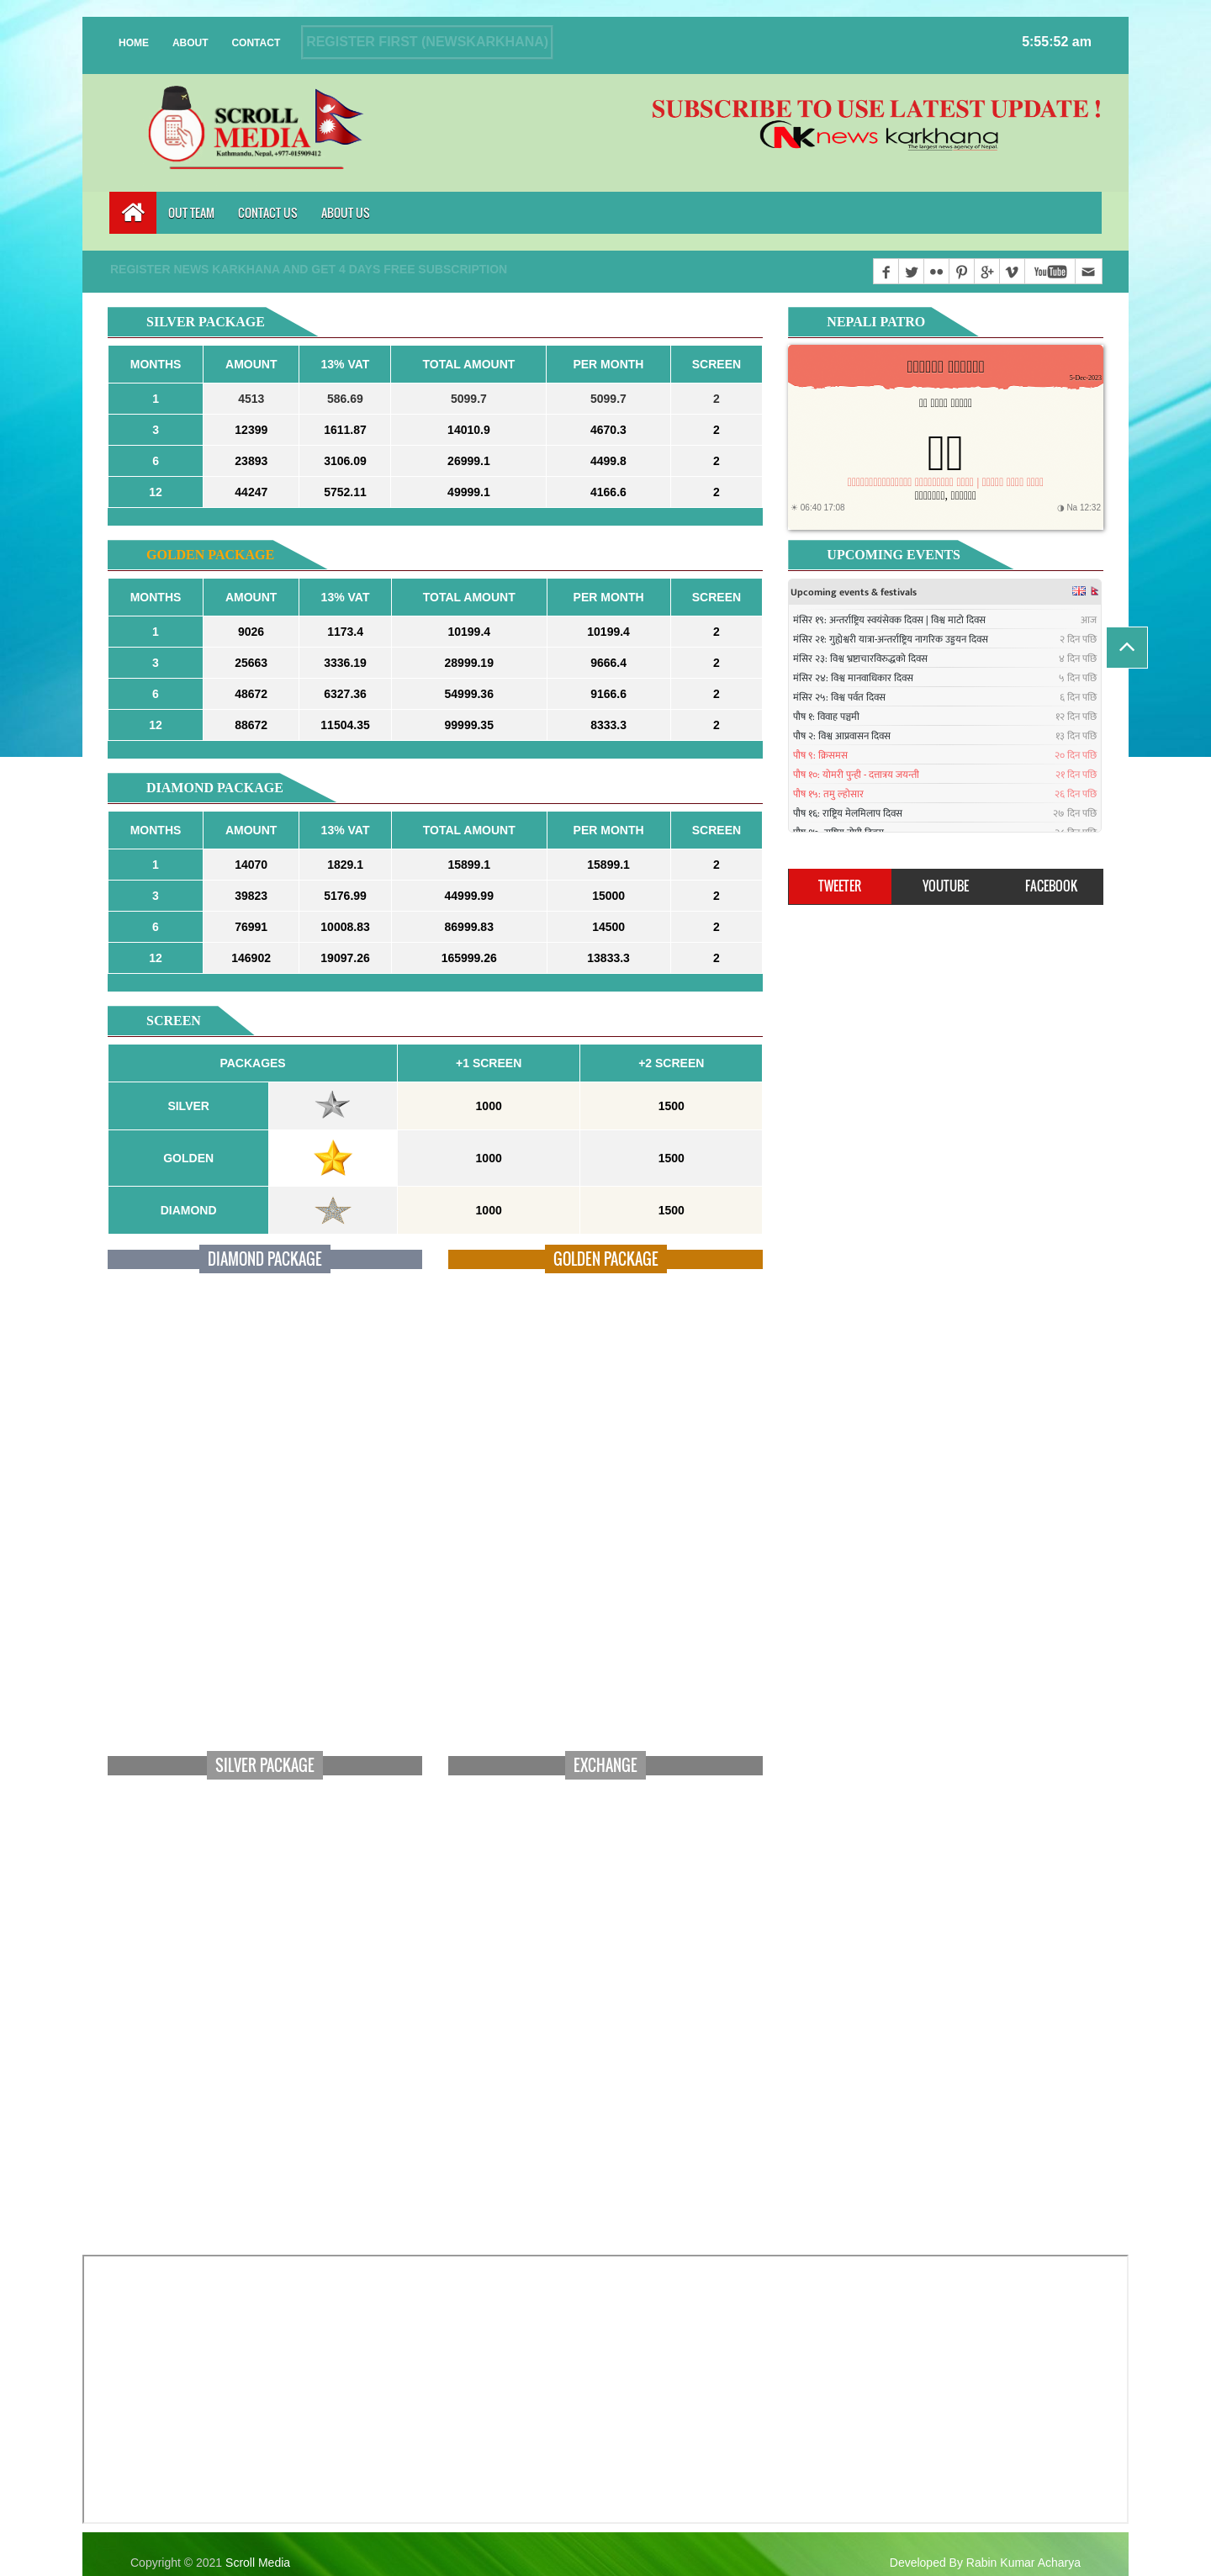 HOME ABOUT CONTACT REGISTER FIRST (NEWSKARKHANA) 5:55:52 am
SCROLL
MEDIA
Kathmandu, Nepal, +977-015909412
SUBSCRIBE TO USE LATEST UPDATE !
NK news karkhana
The largest news agency of Nepal.
OUT TEAM CONTACT US ABOUT US
REGISTER NEWS KARKHANA AND GET 4 DAYS FREE SUBSCRIPTION
You Tube
SILVER PACKAGE
MONTHS AMOUNT 13% VAT TOTAL AMOUNT PER MONTH SCREEN
1 4513 586.69 5099.7 5099.7 2
3 12399 1611.87 14010.9 4670.3 2
6 23893 3106.09 26999.1 4499.8 2
12 44247 5752.11 49999.1 4166.6 2
GOLDEN PACKAGE
MONTHS AMOUNT 13% VAT TOTAL AMOUNT PER MONTH SCREEN
1 9026 1173.4 10199.4 10199.4 2
3 25663 3336.19 28999.19 9666.4 2
6 48672 6327.36 54999.36 9166.6 2
12 88672 11504.35 99999.35 8333.3 2
DIAMOND PACKAGE
MONTHS AMOUNT 13% VAT TOTAL AMOUNT PER MONTH SCREEN
1 14070 1829.1 15899.1 15899.1 2
3 39823 5176.99 44999.99 15000 2
6 76991 10008.83 86999.83 14500 2
12 146902 19097.26 165999.26 13833.3 2
SCREEN
PACKAGES +1 SCREEN +2 SCREEN
SILVER 1000 1500
GOLDEN 1000 1500
DIAMOND 1000 1500
DIAMOND PACKAGE GOLDEN PACKAGE
SILVER PACKAGE EXCHANGE
NEPALI PATRO
5-Dec-2023
06:40 17:08 Na 12:32
UPCOMING EVENTS
Upcoming events & festivals
मंसिर १९: अन्तर्राष्ट्रिय स्वयंसेवक दिवस | विश्व माटो दिवस आज
मंसिर २१: गुह्येश्वरी यात्रा-अन्तर्राष्ट्रिय नागरिक उड्डयन दिवस २ दिन पछि
मंसिर २३: विश्व भ्रष्टाचारविरुद्धको दिवस ४ दिन पछि
मंसिर २४: विश्व मानवाधिकार दिवस ५ दिन पछि
मंसिर २५: विश्व पर्वत दिवस ६ दिन पछि
पौष १: विवाह पञ्चमी १२ दिन पछि
पौष २: विश्व आप्रवासन दिवस १३ दिन पछि
पौष ९: क्रिसमस २० दिन पछि
पौष १०: योमरी पुन्ही - दत्तात्रय जयन्ती २१ दिन पछि
पौष १५: तमु ल्होसार २६ दिन पछि
पौष १६: राष्ट्रिय मेलमिलाप दिवस २७ दिन पछि
TWEETER YOUTUBE FACEBOOK
Copyright © 2021 Scroll Media Developed By Rabin Kumar Acharya